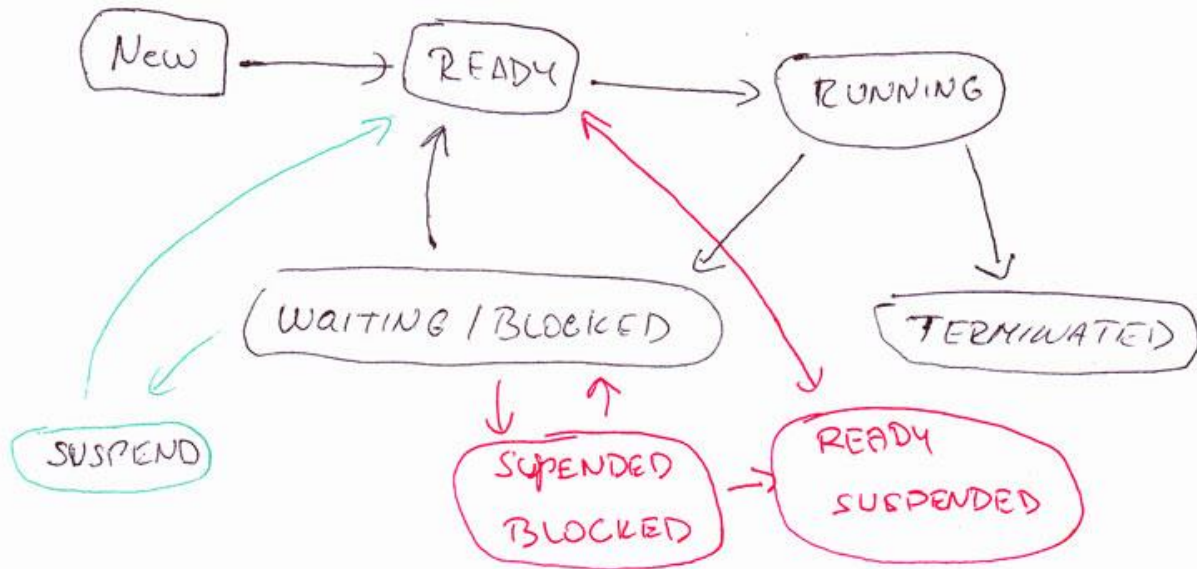 New
READY
RUNNING
WAITING / BLOCKED
TERMINATED
SUSPEND
SUPENDED
BLOCKED
READY
SUSPENDED